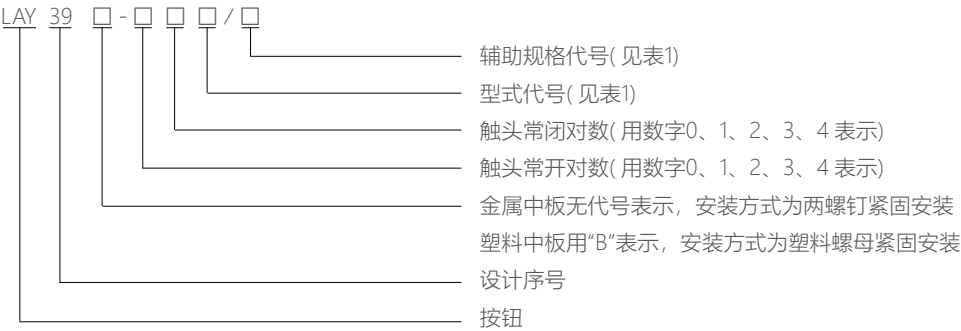 LAY 39 □-□ □ □/□
辅助规格代号( 见表1)
型式代号( 见表1)
触头常闭对数( 用数字0、1、2、3、4 表示)
触头常开对数( 用数字0、1、2、3、4 表示)
金属中板无代号表示，安装方式为两螺钉紧固安装
塑料中板用“B”表示，安装方式为塑料螺母紧固安装
设计序号
按钮